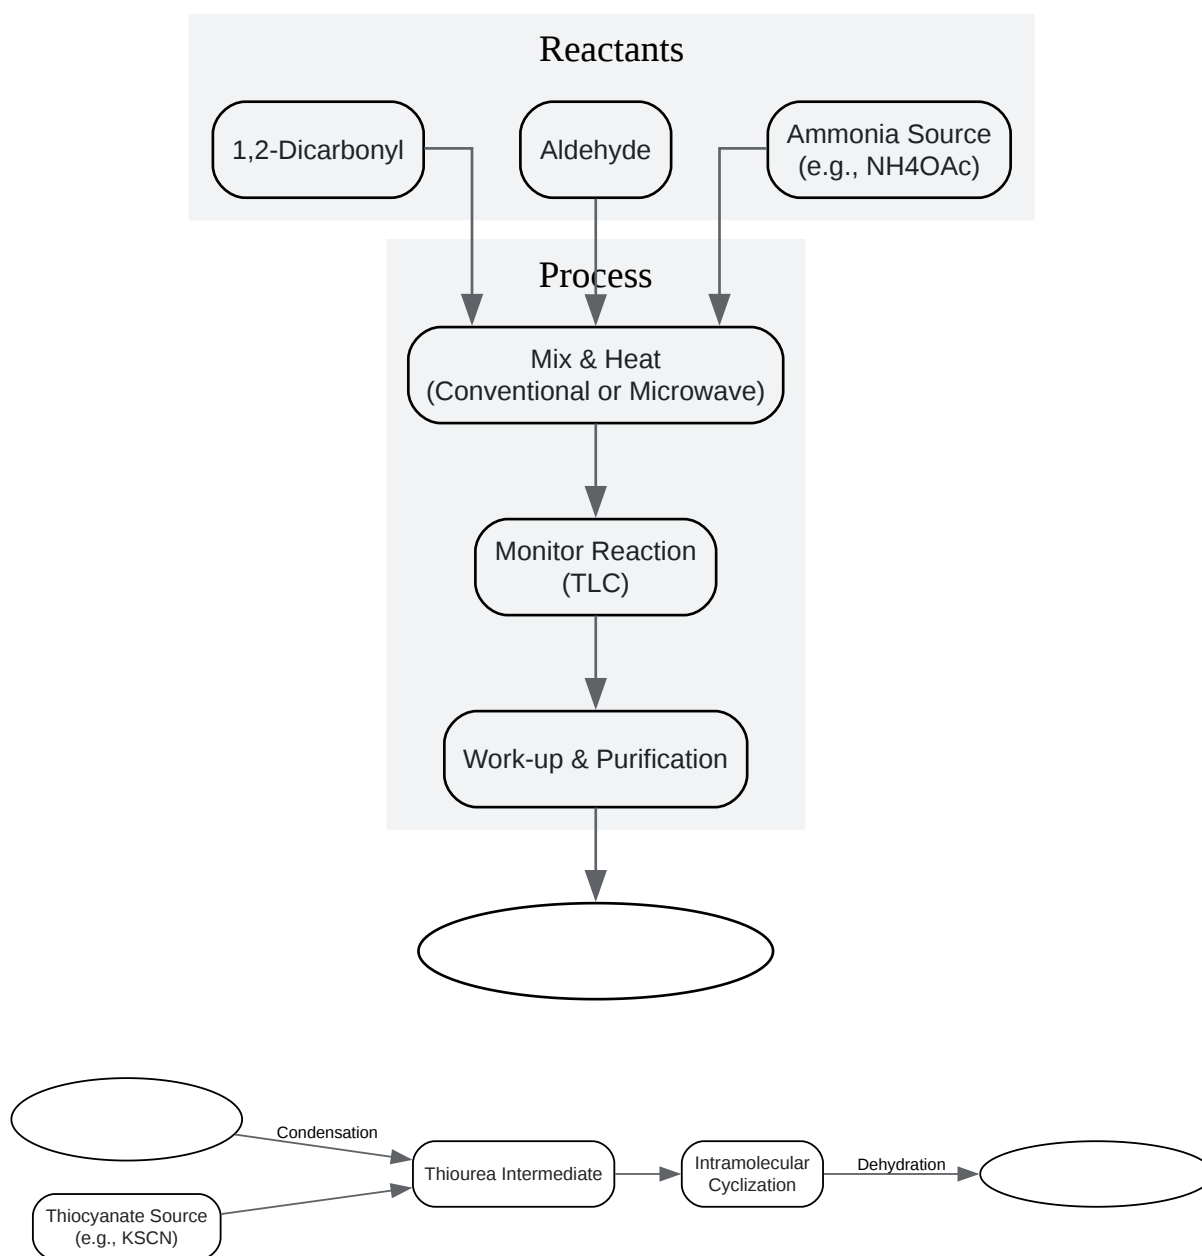 Reactants
1,2-Dicarbonyl
Aldehyde
Ammonia Source
(e.g., NH4OAc)
Process
Mix & Heat
(Conventional or Microwave)
Monitor Reaction
(TLC)
Work-up & Purification
Condensation
Thiourea Intermediate
Intramolecular
Cyclization
Dehydration
Thiocyanate Source
(e.g., KSCN)